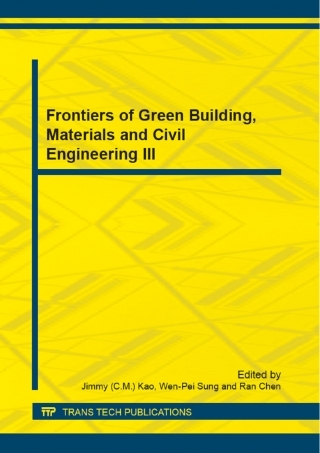 Frontiers of Green Building,
Materials and Civil
Engineering III
Edited by
Jimmy (C.M.) Kao, Wen-Pei Sung and Ran Chen
TTP TRANS TECH PUBLICATIONS